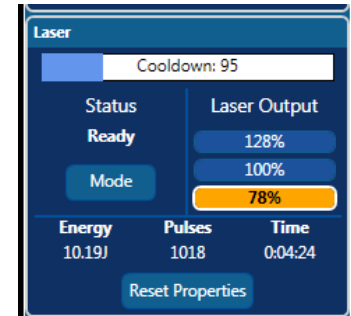 Laser
Cooldown: 95
Status
Ready
Mode
Laser Output
128%
100%
78%
Energy Pulses Time
10.19J 1018 0:04:24
Reset Properties